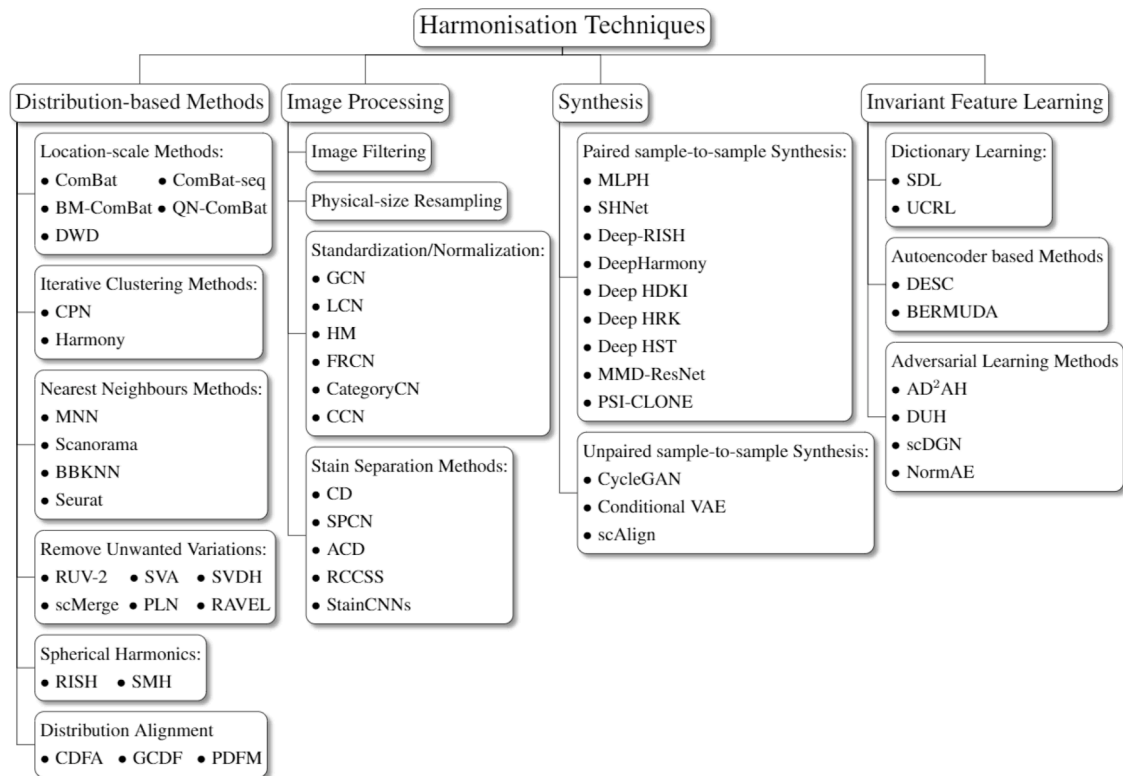 Harmonisation Techniques
Distribution-based Methods
Location-scale Methods:
• ComBat • ComBat-seq
• BM-ComBat • QN-ComBat
• DWD
Iterative Clustering Methods:
• CPN
• Harmony
Nearest Neighbours Methods:
• MNN
• Scanorama
• BBKNN
• Seurat
Remove Unwanted Variations:
• RUV-2 • SVA • SVDH
• scMerge • PLN • RAVEL
Spherical Harmonics:
• RISH • SMH
Distribution Alignment
• CDFA • GCDF • PDFM
Image Processing
Image Filtering
Physical-size Resampling
Standardization/Normalization:
• GCN
• LCN
• HM
• FRCN
• CategoryCN
• CCN
Stain Separation Methods:
• CD
• SPCN
• ACD
• RCCSS
• StainCNNs
Synthesis
Paired sample-to-sample Synthesis:
• MLPH
• SHNet
• Deep-RISH
• DeepHarmony
• Deep HDKI
• Deep HRK
• Deep HST
• MMD-ResNet
• PSI-CLONE
Unpaired sample-to-sample Synthesis:
• CycleGAN
• Conditional VAE
• scAlign
Invariant Feature Learning
Dictionary Learning:
• SDL
• UCRL
Autoencoder based Methods
• DESC
• BERMUDA
Adversarial Learning Methods
• AD²AH
• DUH
• scDGN
• NormAE